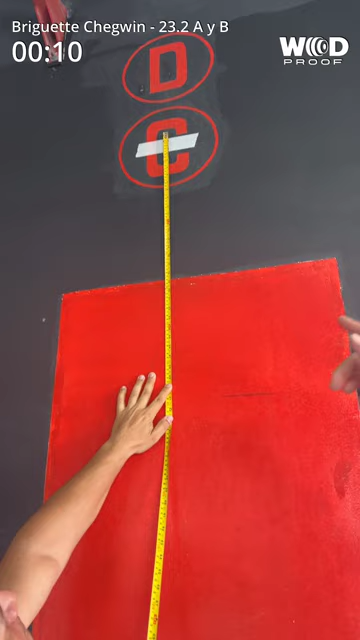 Briguette Chegwin - 23.2 A y B
00:10
WOD
PROOF
D
C